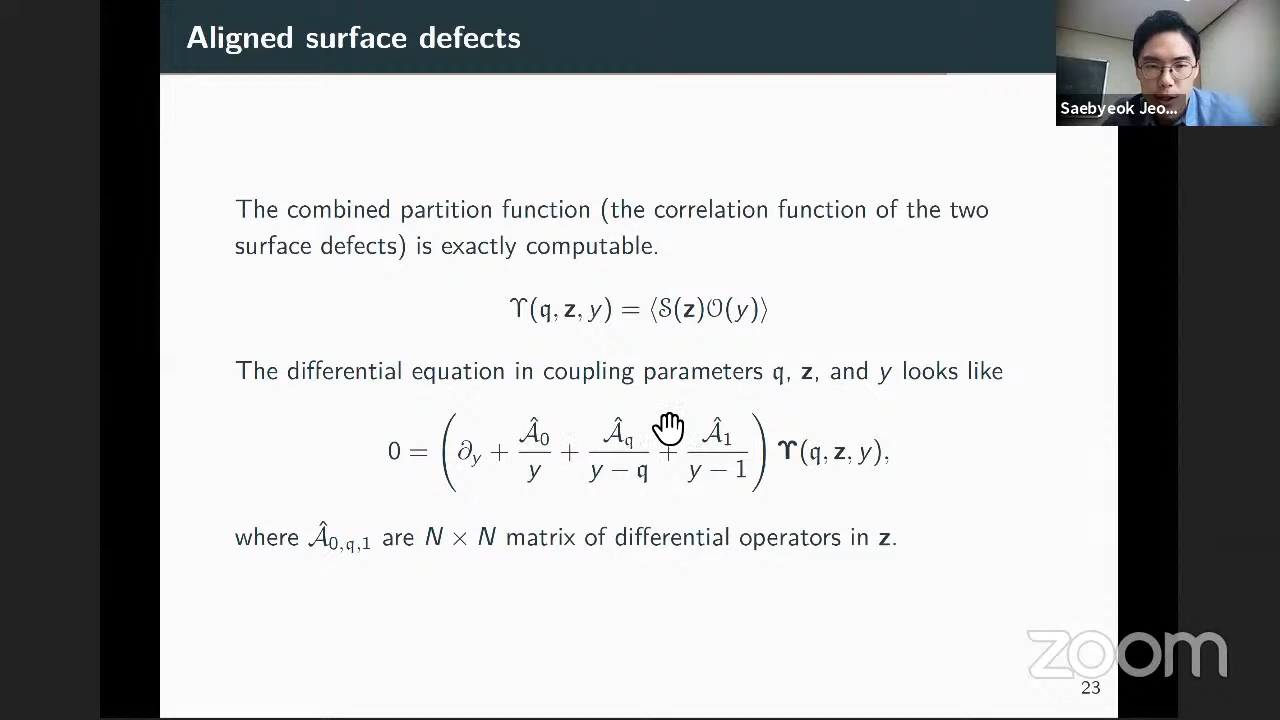 Aligned surface defects
Saebyeok Jeo...
The combined partition function (the correlation function of the two
surface defects) is exactly computable.
ϒ(𝔮, 𝐳, y) = ⟨𝒮(𝐳)𝒪(y)⟩
The differential equation in coupling parameters 𝔮, 𝐳, and y looks like
0 = (∂_y + Â_0/y + Â_𝔮/(y − 𝔮) + Â_1/(y − 1)) ϒ(𝔮, 𝐳, y),
where Â_{0,𝔮,1} are N × N matrix of differential operators in 𝐳.
zoom
23